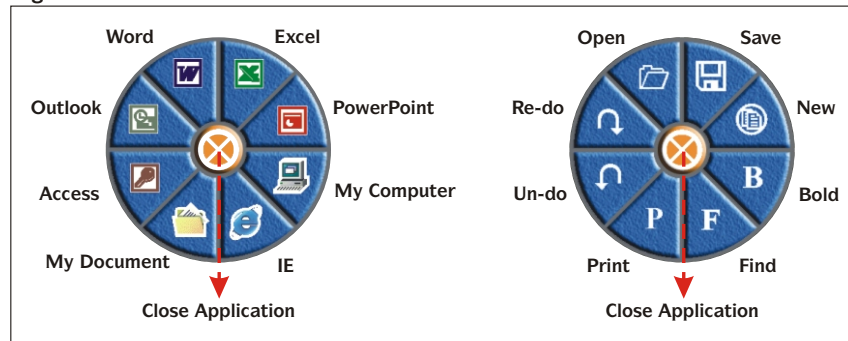 Word Excel
Outlook PowerPoint
Access My Computer
My Document IE
Close Application
Open Save
Re-do New
Un-do Bold
B
P F
Print Find
Close Application